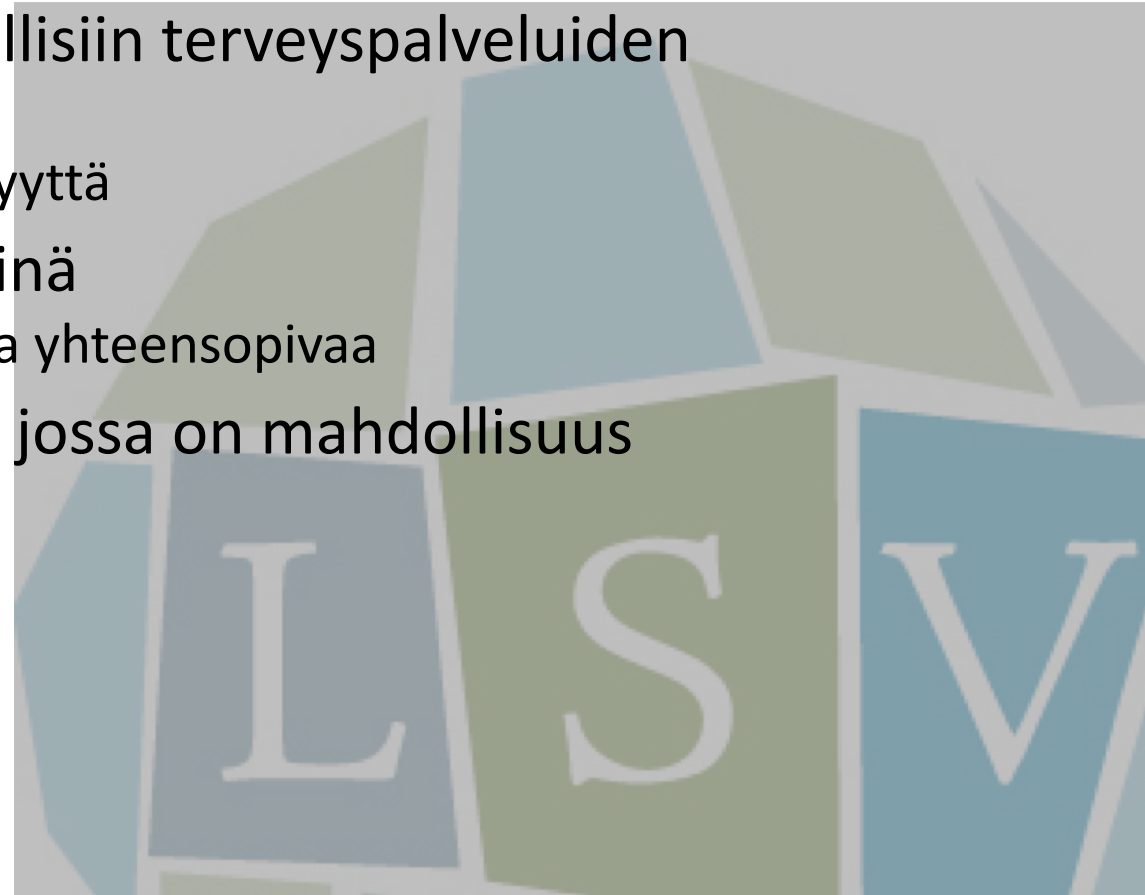 llisiin terveyspalveluiden
yyttä
inä
a yhteensopivaa
jossa on mahdollisuus
L S V